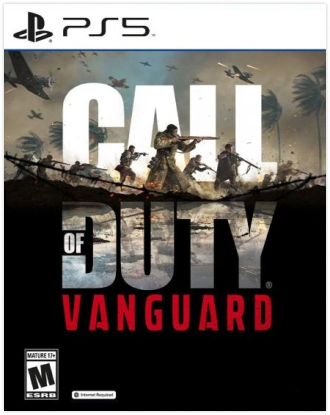 PS5
CALL
OF DUTY®
VANGUARD
MATURE 17+
M
ESRB
Internet Required